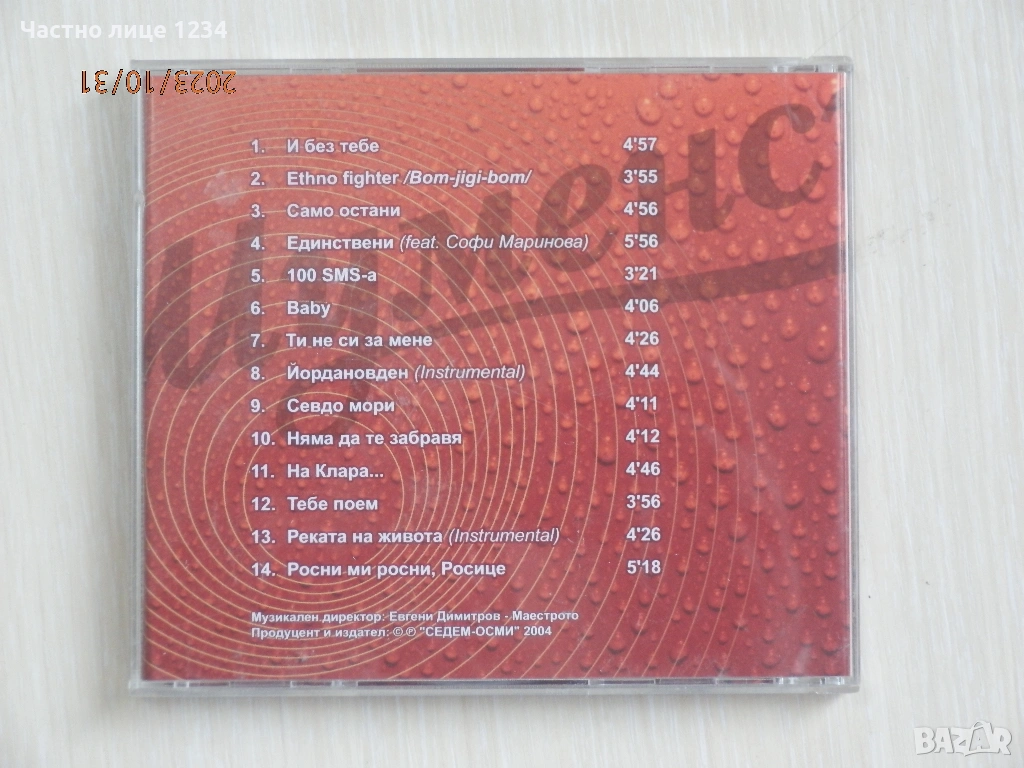 Частно лице 1234
2023/10/31
Иуменс
1. И без тебе 4'57
2. Ethno fighter /Bom-jigi-bom/ 3'55
3. Само остани 4'56
4. Единствени (feat. Софи Маринова) 5'56
5. 100 SMS-а 3'21
6. Baby 4'06
7. Ти не си за мене 4'26
8. Йордановден (Instrumental) 4'44
9. Севдо мори 4'11
10. Няма да те забравя 4'12
11. На Клара... 4'46
12. Тебе поем 3'56
13. Реката на живота (Instrumental) 4'26
14. Росни ми росни, Росице 5'18
Музикален директор: Евгени Димитров - Маестрото
Продуцент и издател: © ℗ "СЕДЕМ-ОСМИ" 2004
BAZAR